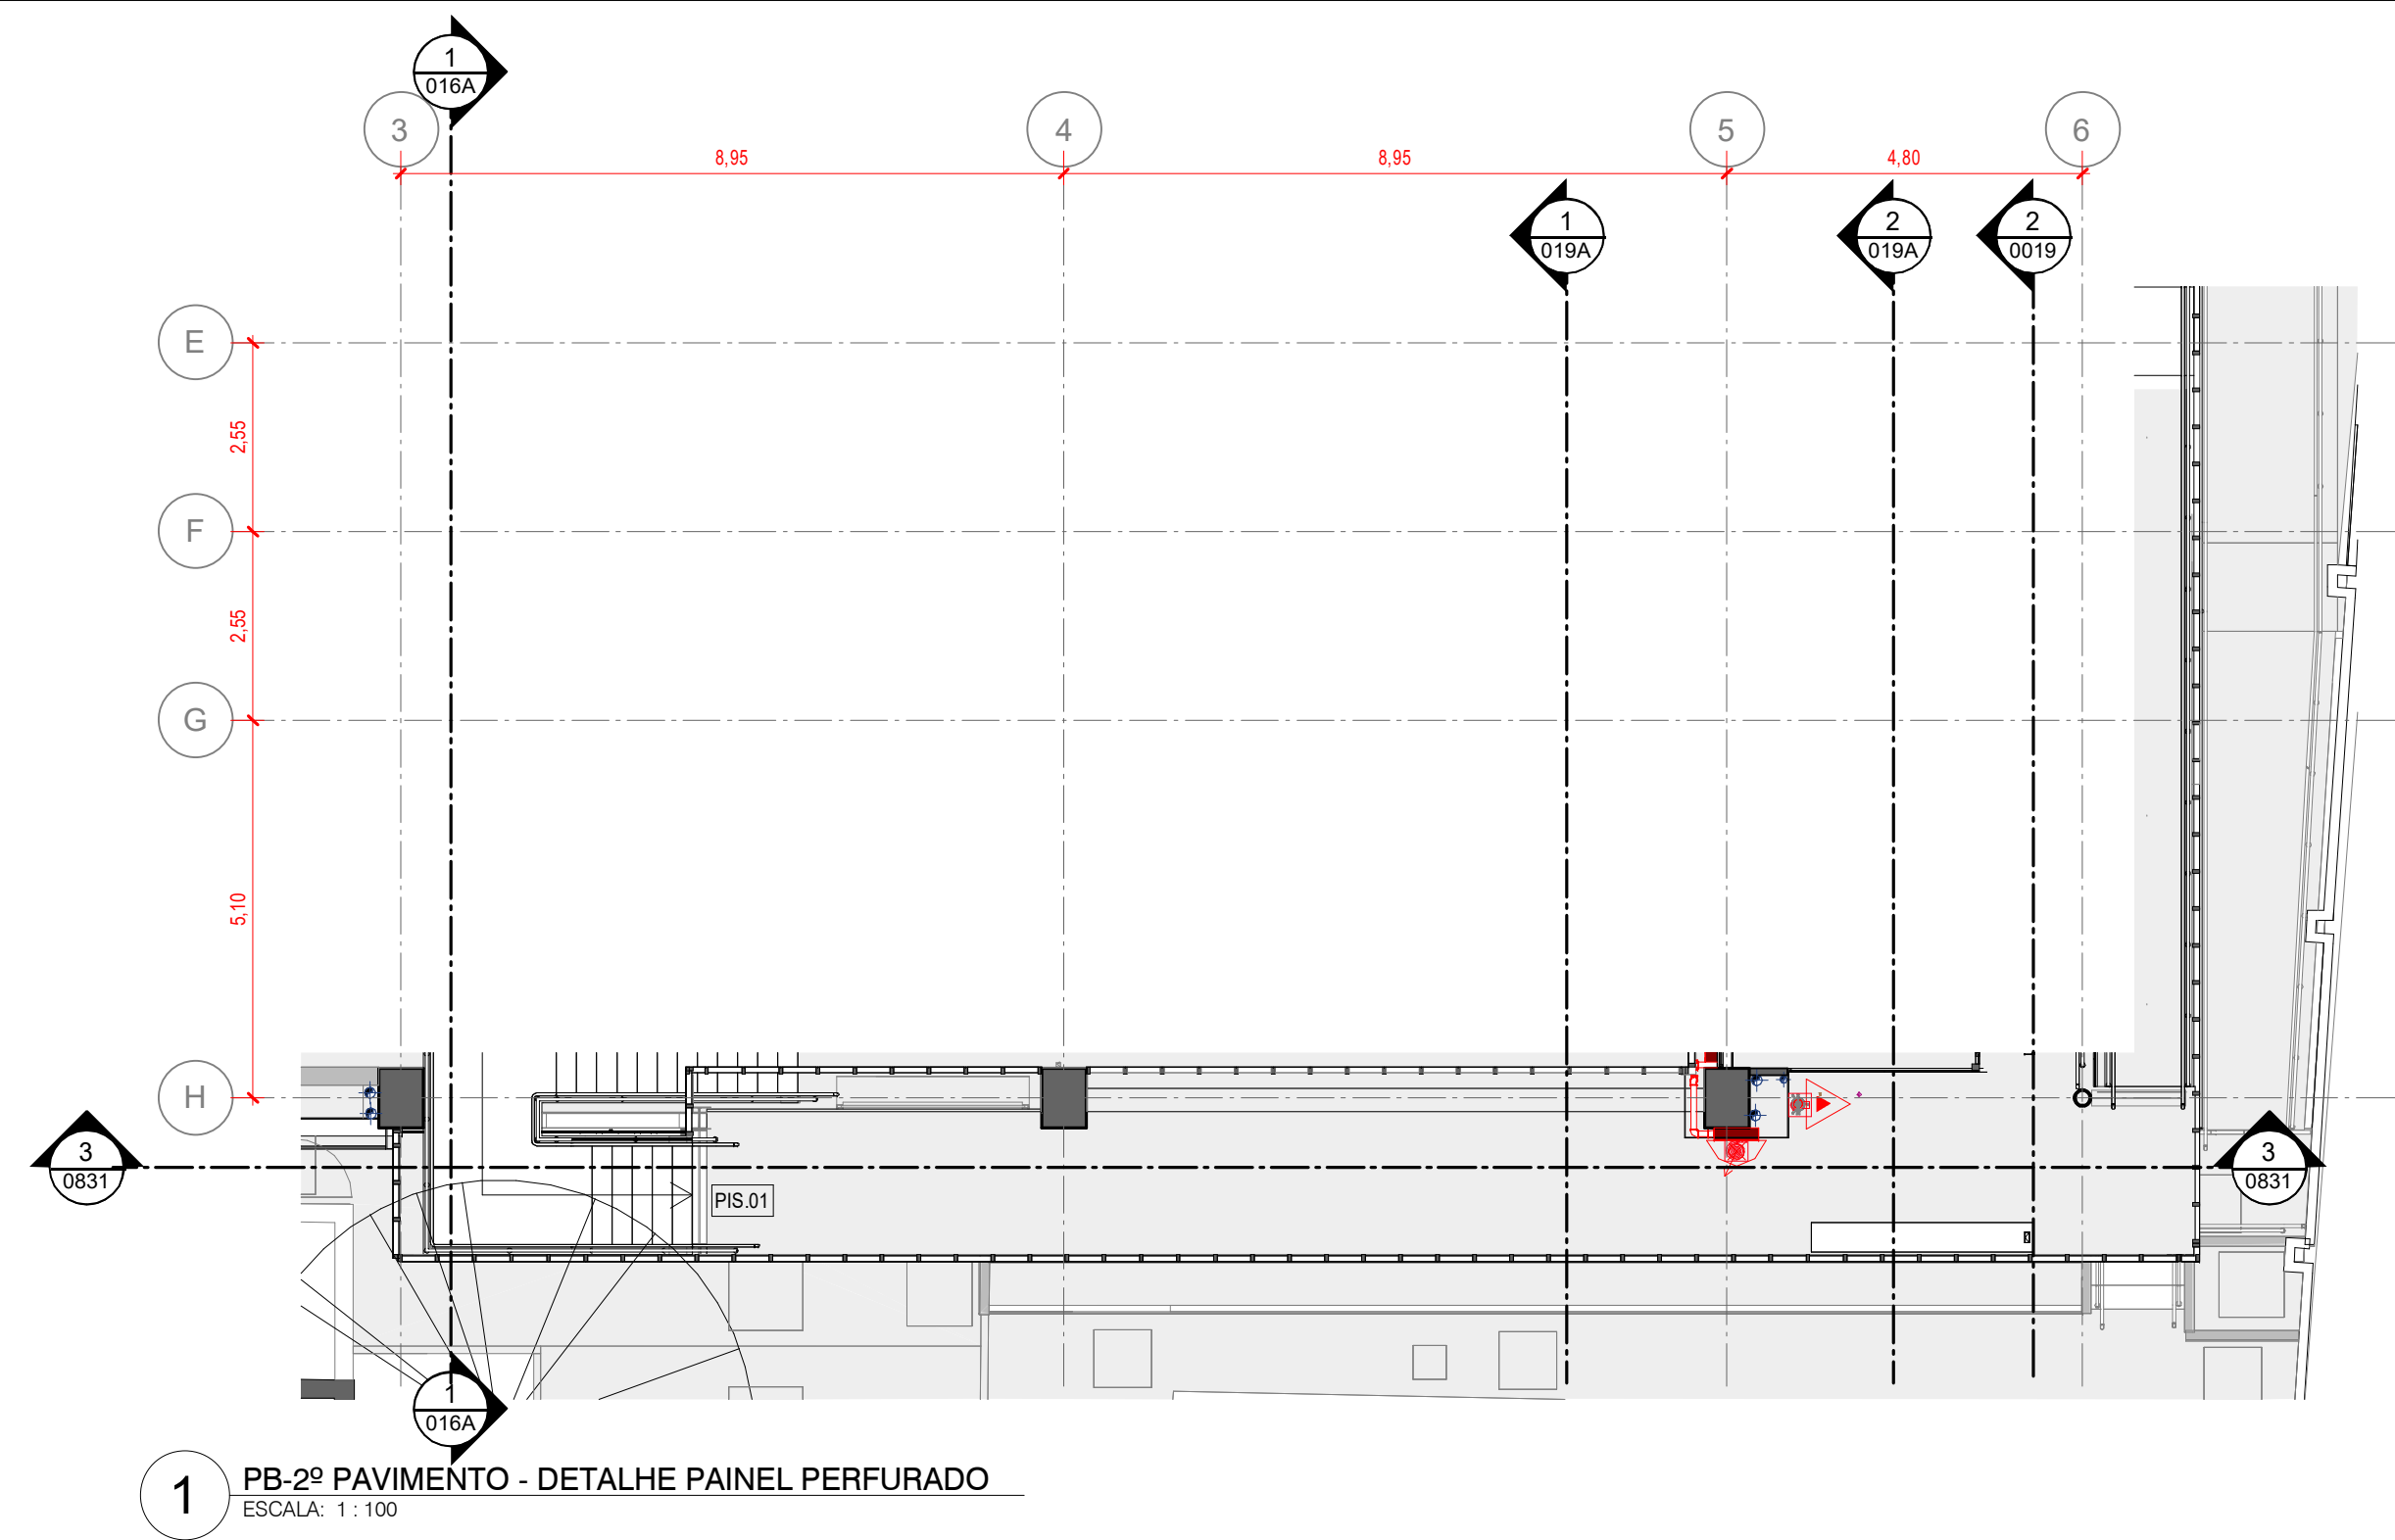 1
016A
3
4
5
6
8,95
8,95
4,80
1
019A
2
019A
2
0019
E
2,55
F
2,55
G
5,10
H
3
0831
3
0831
PIS.01
1
016A
1
PB-2º PAVIMENTO - DETALHE PAINEL PERFURADO
ESCALA: 1 : 100